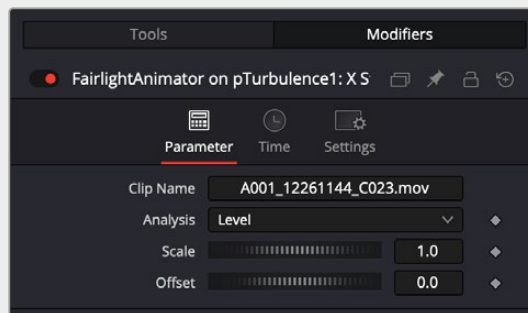 Tools Modifiers
FairlightAnimator on pTurbulence1: X S
Parameter Time Settings
Clip Name A001_12261144_C023.mov
Analysis Level
Scale 1.0
Offset 0.0